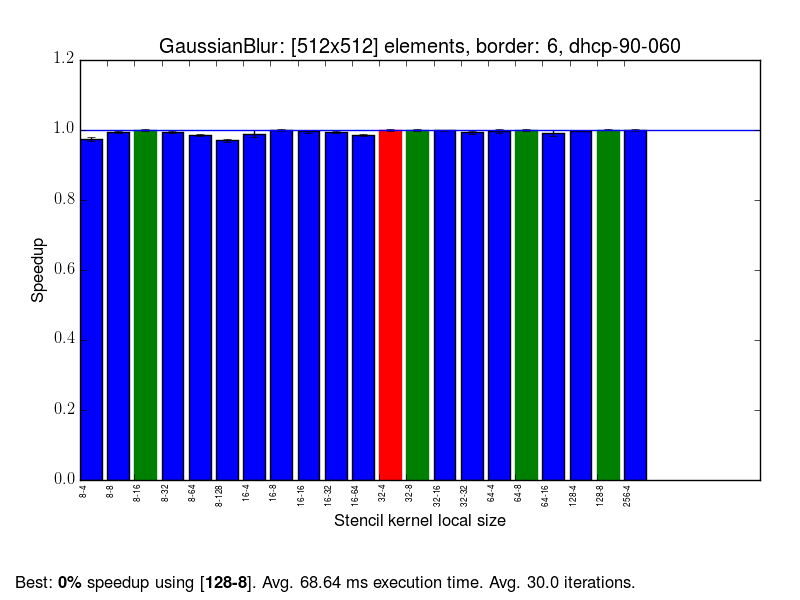 GaussianBlur: [512x512] elements, border: 6, dhcp-90-060
1.2
1.0
0.8
0.6
0.4
0.2
0.0
Speedup
8-4 8-8 8-16 8-32 8-64 8-128 16-4 16-8 16-16 16-32 16-64 32-4 32-8 32-16 32-32 64-4 64-8 64-16 128-4 128-8 256-4
Stencil kernel local size
Best: 0% speedup using [128-8]. Avg. 68.64 ms execution time. Avg. 30.0 iterations.